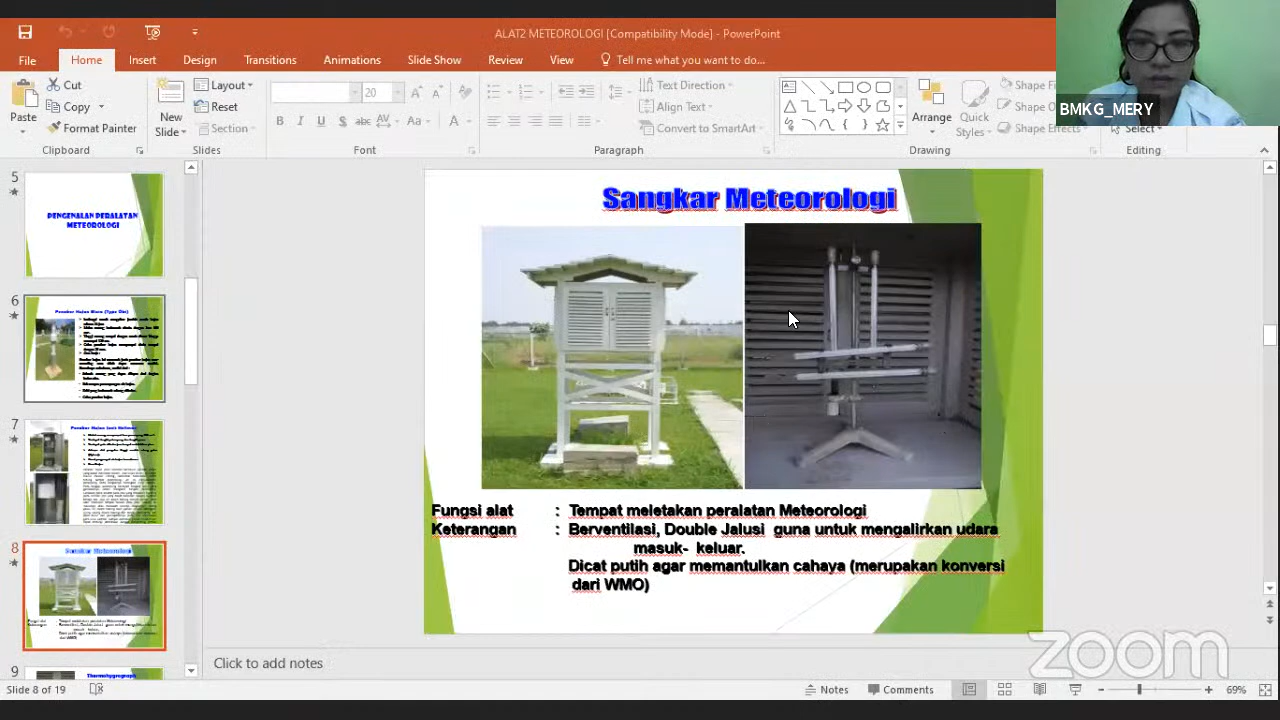 ALAT2 METEOROLOGI [Compatibility Mode] - PowerPoint
File Home Insert Design Transitions Animations Slide Show Review View Tell me what you want to do...
BMKG_MERY
Paste
Cut
Copy
Format Painter
Clipboard
New
Slide
Layout
Reset
Section
Slides
20
Font
Text Direction
Align Text
Convert to SmartArt
Paragraph
Arrange
Quick
Styles
Shape
Shape
Shape Effects
Drawing
Select
Editing
5
PENGENALAN PERALATAN
METEOROLOGI
6
7
8
Sangkar Meteorologi
9
Thermohygrograph
Sangkar Meteorologi
Fungsi alat : Tempat meletakan peralatan Meteorologi
Keterangan : Berventilasi, Double Jalusi guna untuk mengalirkan udara
masuk- keluar.
Dicat putih agar memantulkan cahaya (merupakan konversi
dari WMO)
Click to add notes
zoom
Slide 8 of 19
Notes Comments 69%